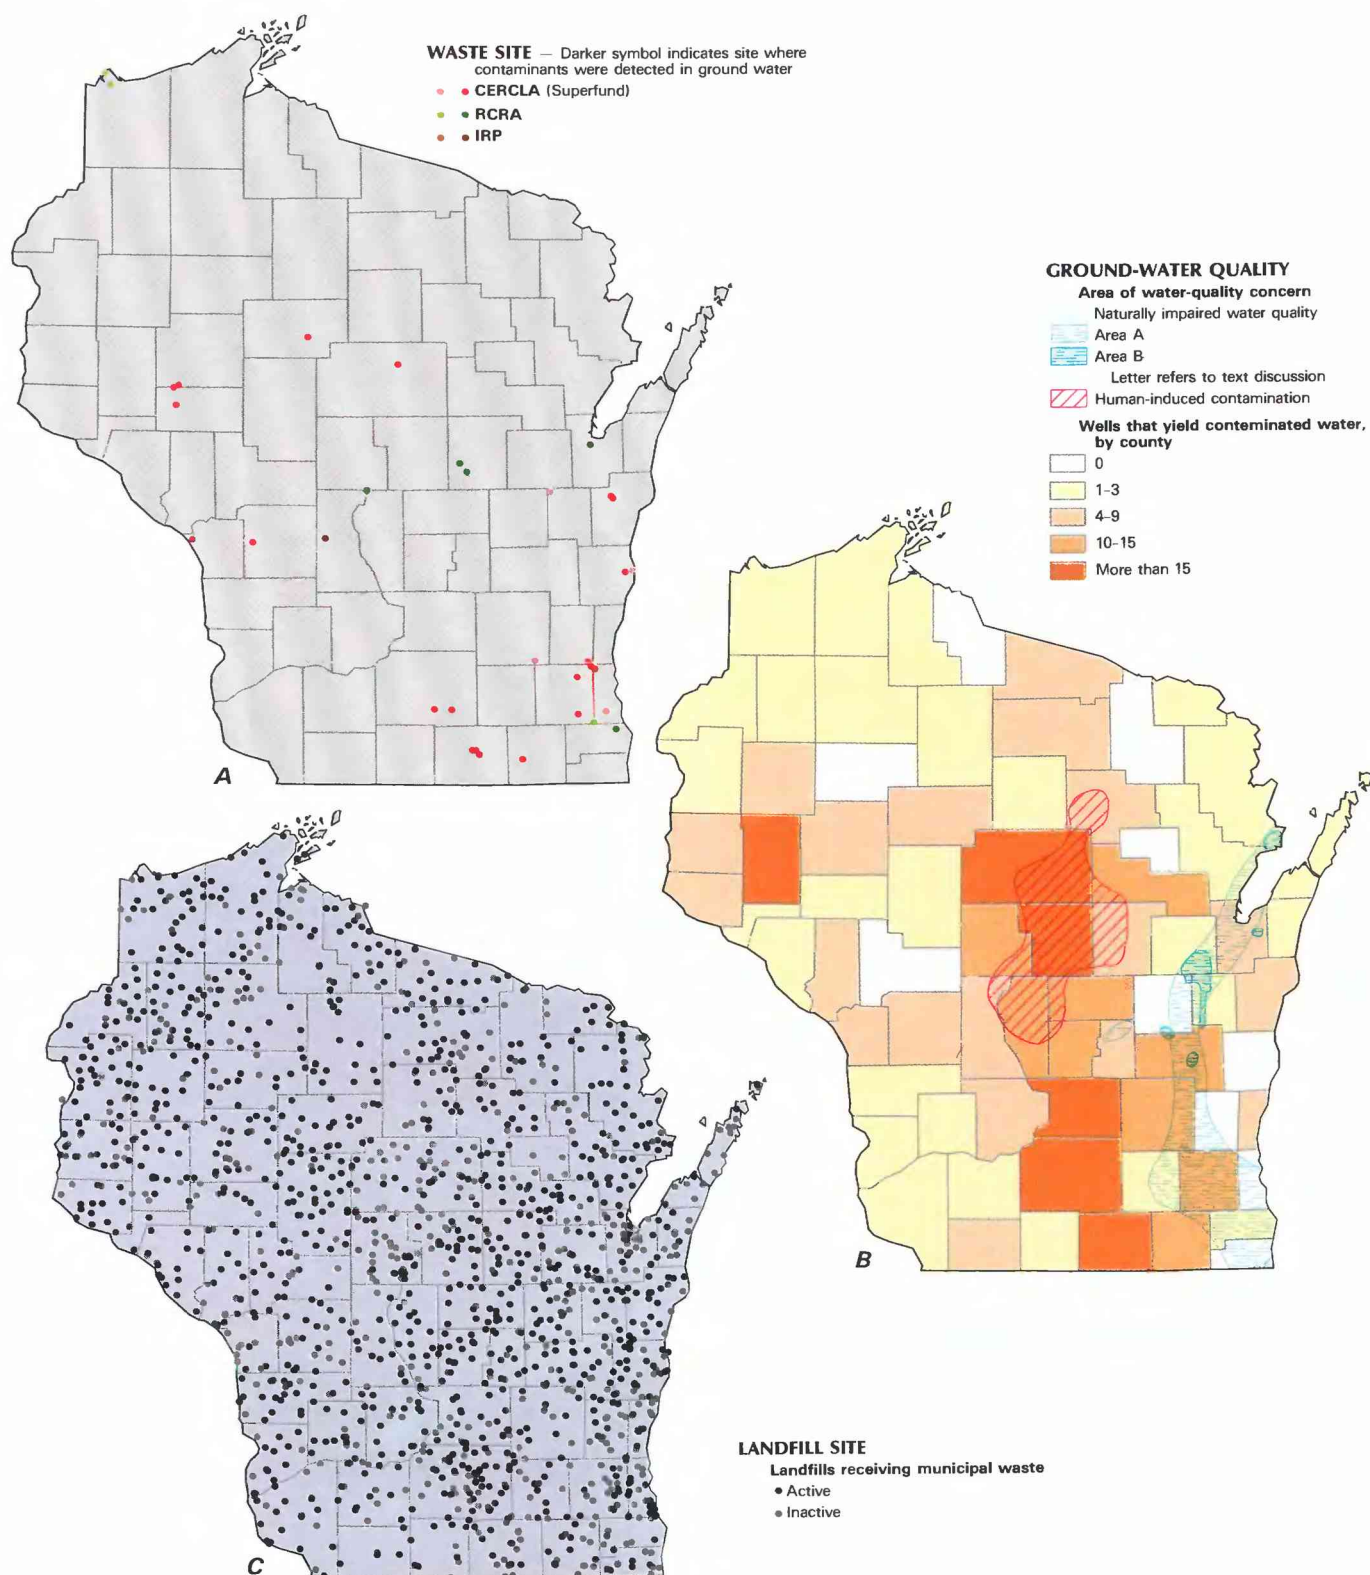 WASTE SITE — Darker symbol indicates site where
contaminants were detected in ground water
CERCLA (Superfund)
RCRA
IRP
A
GROUND-WATER QUALITY
Area of water-quality concern
Naturally impaired water quality
Area A
Area B
Letter refers to text discussion
Human-induced contamination
Wells that yield conteminated water,
by county
0
1-3
4-9
10-15
More than 15
B
LANDFILL SITE
Landfills receiving municipal waste
Active
Inactive
C